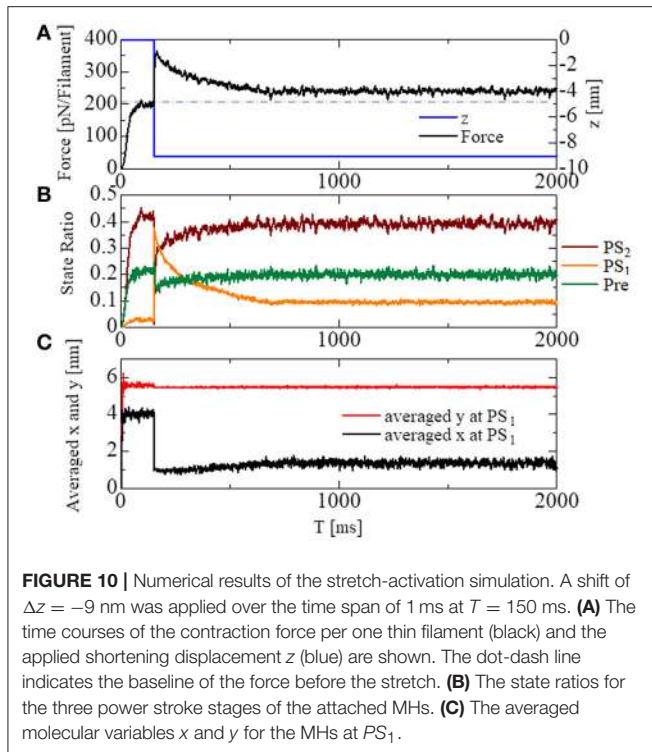 A
400
300
200
100
0
Force [pN/Filament]
0
-2
-4
-6
-8
-10
z [nm]
z
Force
0
1000
2000
B
0.5
0.4
0.3
0.2
0.1
0
State Ratio
PS₂
PS₁
Pre
0
1000
2000
C
6
4
2
0
Averaged x and y [nm]
averaged y at PS₁
averaged x at PS₁
0
1000
2000
T [ms]
FIGURE 10 | Numerical results of the stretch-activation simulation. A shift of
Δz = −9 nm was applied over the time span of 1 ms at T = 150 ms. (A) The
time courses of the contraction force per one thin filament (black) and the
applied shortening displacement z (blue) are shown. The dot-dash line
indicates the baseline of the force before the stretch. (B) The state ratios for
the three power stroke stages of the attached MHs. (C) The averaged
molecular variables x and y for the MHs at PS₁.